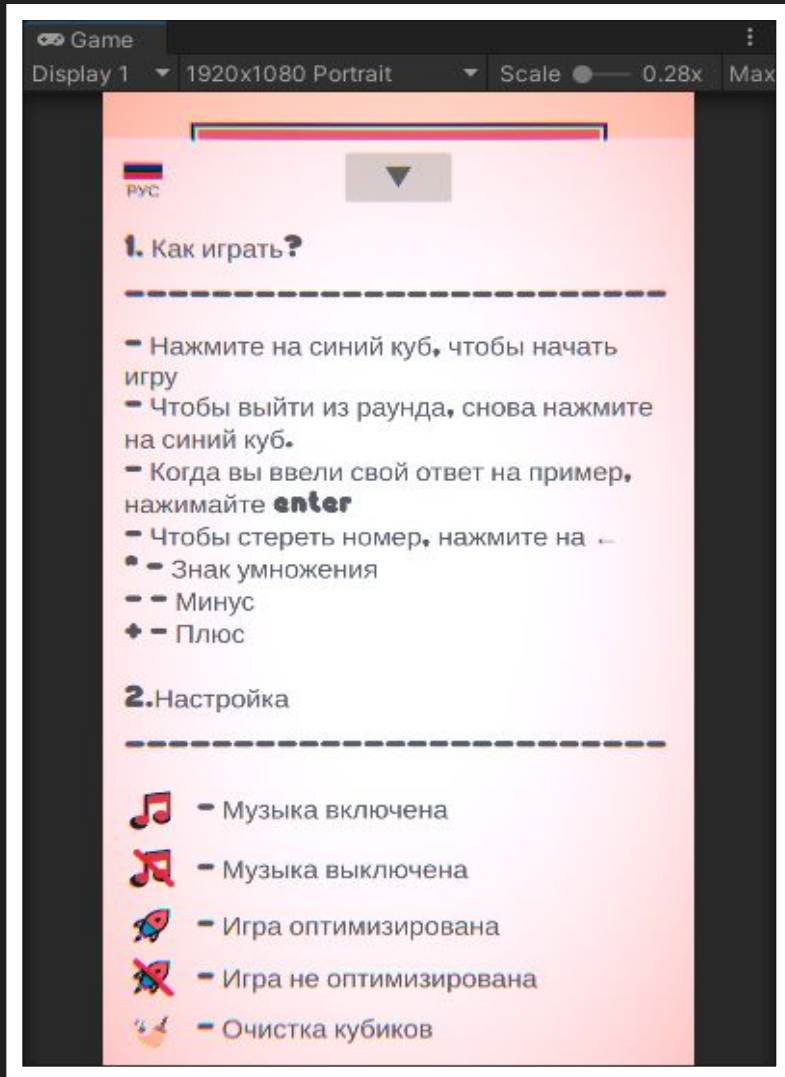 Game
Display 1 1920x1080 Portrait Scale 0.28x Max
РУС
1. Как играть?
-------------------------
- Нажмите на синий куб, чтобы начать
игру
- Чтобы выйти из раунда, снова нажмите
на синий куб.
- Когда вы ввели свой ответ на пример,
нажимайте enter
- Чтобы стереть номер, нажмите на ←
* - Знак умножения
- - Минус
+ - Плюс
2.Настройка
-------------------------
- Музыка включена
- Музыка выключена
- Игра оптимизирована
- Игра не оптимизирована
- Очистка кубиков